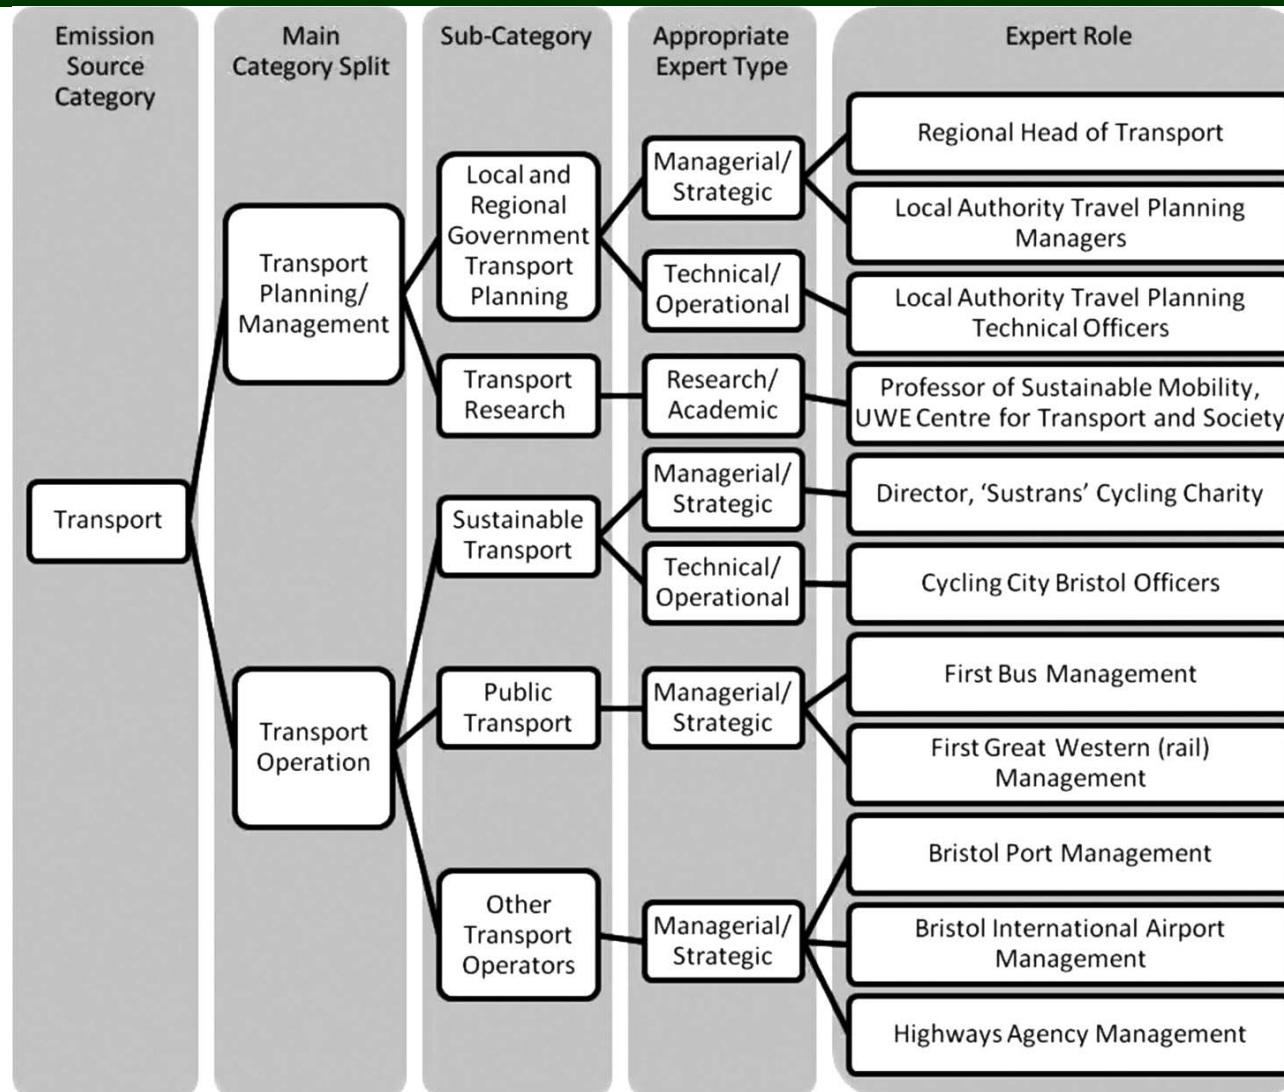 Emission
Source
Category
Main
Category Split
Sub-Category
Appropriate
Expert Type
Expert Role
Transport
Transport
Planning/
Management
Transport
Operation
Local and
Regional
Government
Transport
Planning
Transport
Research
Sustainable
Transport
Public
Transport
Other
Transport
Operators
Managerial/
Strategic
Technical/
Operational
Research/
Academic
Managerial/
Strategic
Technical/
Operational
Managerial/
Strategic
Managerial/
Strategic
Regional Head of Transport
Local Authority Travel Planning
Managers
Local Authority Travel Planning
Technical Officers
Professor of Sustainable Mobility,
UWE Centre for Transport and Society
Director, ‘Sustrans’ Cycling Charity
Cycling City Bristol Officers
First Bus Management
First Great Western (rail)
Management
Bristol Port Management
Bristol International Airport
Management
Highways Agency Management